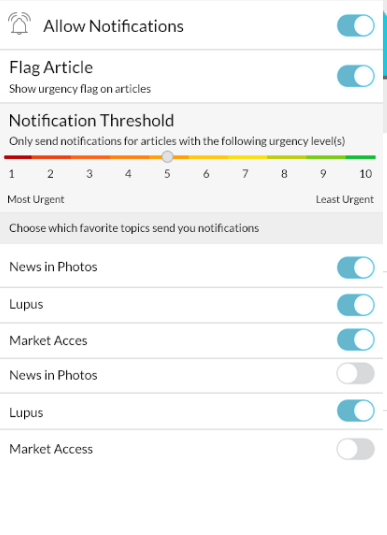 Allow Notifications
Flag Article
Show urgency flag on articles
Notification Threshold
Only send notifications for articles with the following urgency level(s)
1 2 3 4 5 6 7 8 9 10
Most Urgent Least Urgent
Choose which favorite topics send you notifications
News in Photos
Lupus
Market Acces
News in Photos
Lupus
Market Access